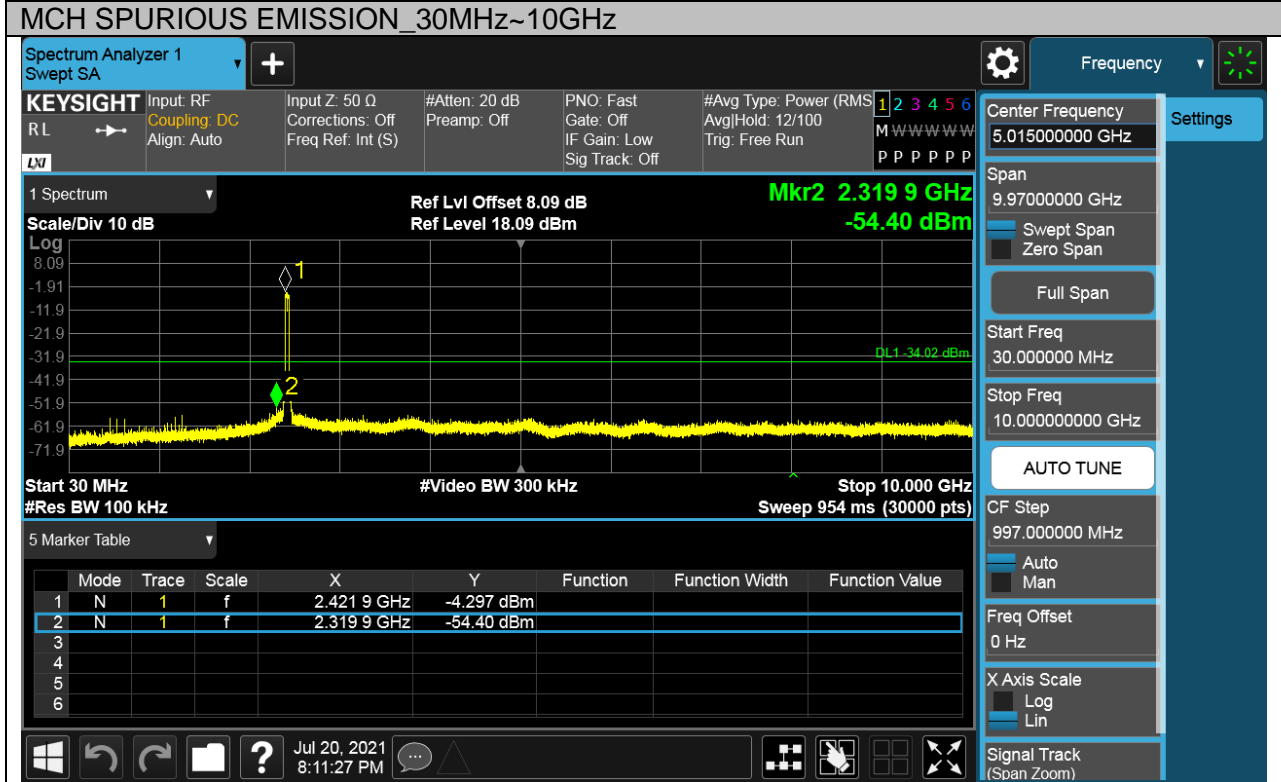 MCH SPURIOUS EMISSION_30MHz~10GHz
Spectrum Analyzer 1
Swept SA
+
Frequency
KEYSIGHT
RL
LXI
Input: RF
Coupling: DC
Align: Auto
Input Z: 50 Ω
Corrections: Off
Freq Ref: Int (S)
#Atten: 20 dB
Preamp: Off
PNO: Fast
Gate: Off
IF Gain: Low
Sig Track: Off
#Avg Type: Power (RMS
Avg|Hold: 12/100
Trig: Free Run
1 2 3 4 5 6
M W W W W W
P P P P P P
1 Spectrum
Scale/Div 10 dB
Ref Lvl Offset 8.09 dB
Ref Level 18.09 dBm
Mkr2 2.319 9 GHz
-54.40 dBm
Log
8.09
-1.91
-11.9
-21.9
-31.9
-41.9
-51.9
-61.9
-71.9
1
2
DL1 -34.02 dBm
Start 30 MHz
#Video BW 300 kHz
Stop 10.000 GHz
#Res BW 100 kHz
Sweep 954 ms (30000 pts)
5 Marker Table
Mode Trace Scale X Y Function Function Width Function Value
1 N 1 f 2.421 9 GHz -4.297 dBm
2 N 1 f 2.319 9 GHz -54.40 dBm
3
4
5
6
?
Jul 20, 2021
8:11:27 PM
Center Frequency
5.015000000 GHz
Settings
Span
9.97000000 GHz
Swept Span
Zero Span
Full Span
Start Freq
30.000000 MHz
Stop Freq
10.000000000 GHz
AUTO TUNE
CF Step
997.000000 MHz
Auto
Man
Freq Offset
0 Hz
X Axis Scale
Log
Lin
Signal Track
(Span Zoom)